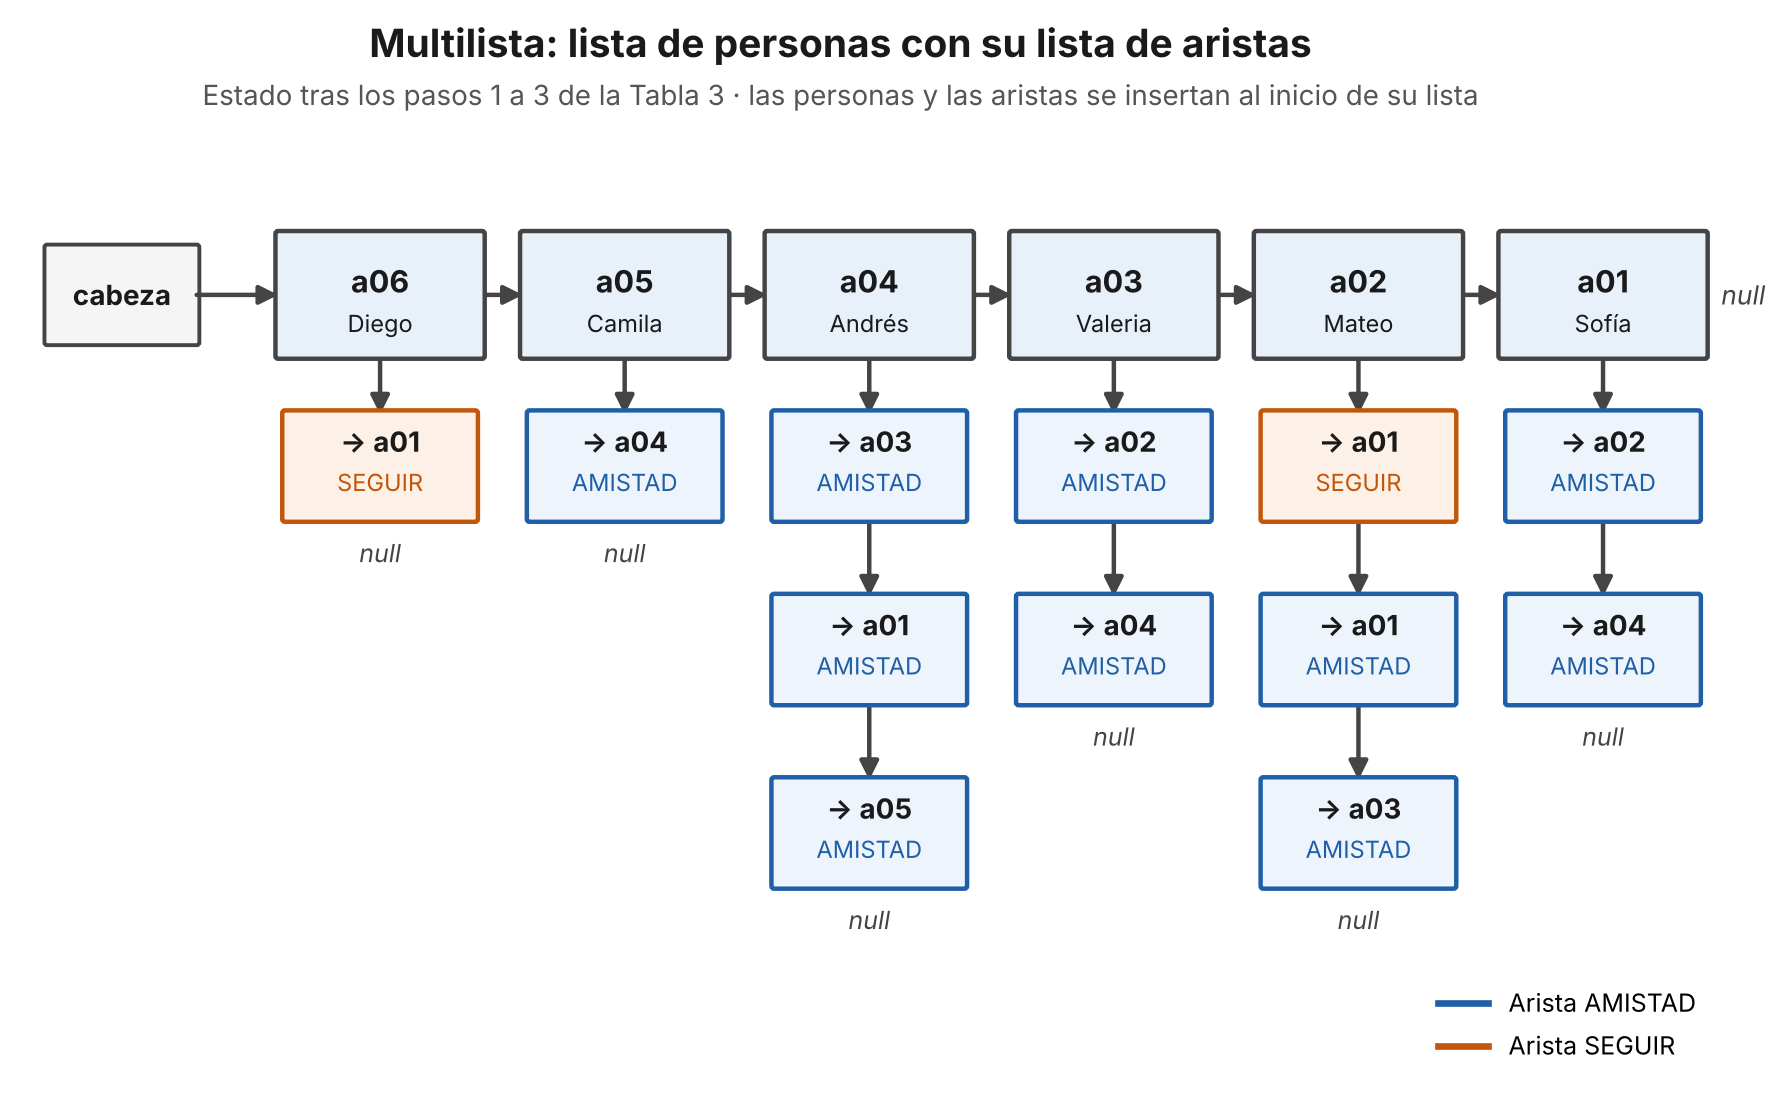 Multilista: lista de personas con su lista de aristas
Estado tras los pasos 1 a 3 de la Tabla 3 · las personas y las aristas se insertan al inicio de su lista
cabeza
a06
Diego
a05
Camila
a04
Andrés
a03
Valeria
a02
Mateo
a01
Sofía
null
→ a01
SEGUIR
null
→ a04
AMISTAD
null
→ a03
AMISTAD
→ a01
AMISTAD
→ a05
AMISTAD
null
→ a02
AMISTAD
→ a04
AMISTAD
null
→ a01
SEGUIR
→ a01
AMISTAD
→ a03
AMISTAD
null
→ a02
AMISTAD
→ a04
AMISTAD
null
Arista AMISTAD
Arista SEGUIR